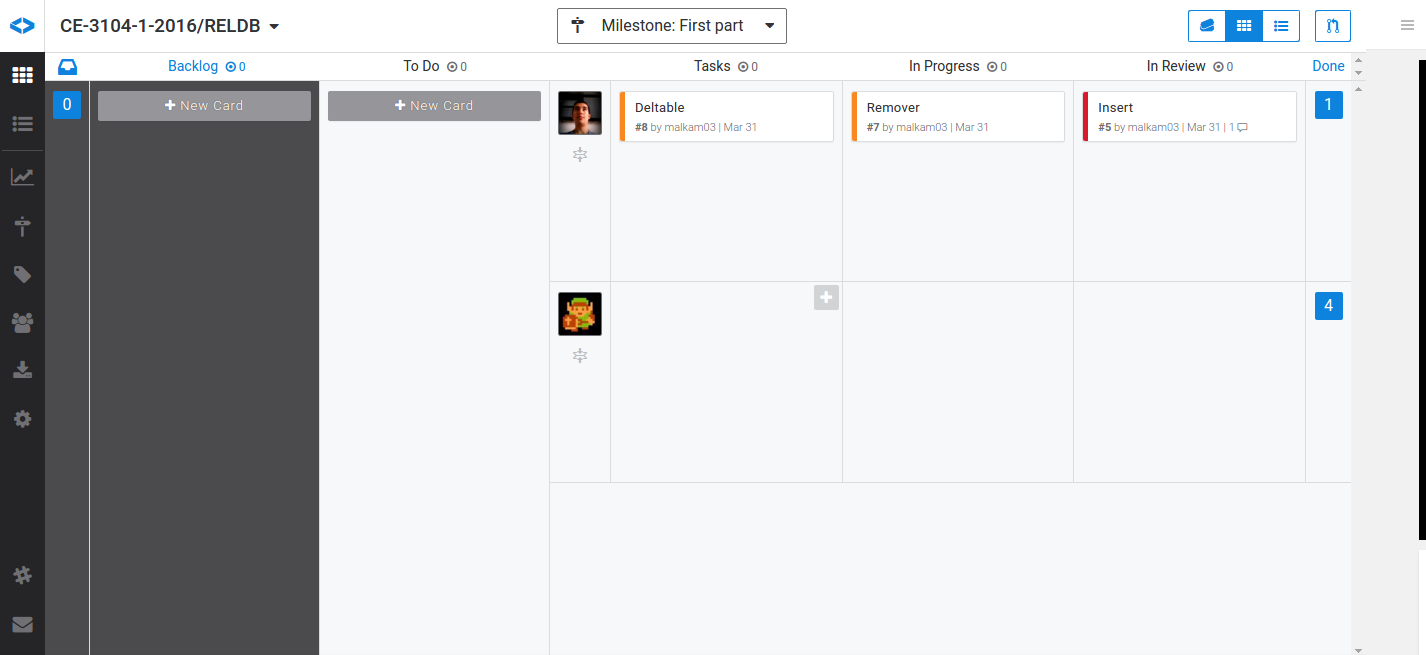 CE-3104-1-2016/RELDB
Milestone: First part
Backlog 0
To Do 0
Tasks 0
In Progress 0
In Review 0
Done
0
+ New Card
+ New Card
Deltable
#8 by malkam03 | Mar 31
Remover
#7 by malkam03 | Mar 31
Insert
#5 by malkam03 | Mar 31 | 1
1
4